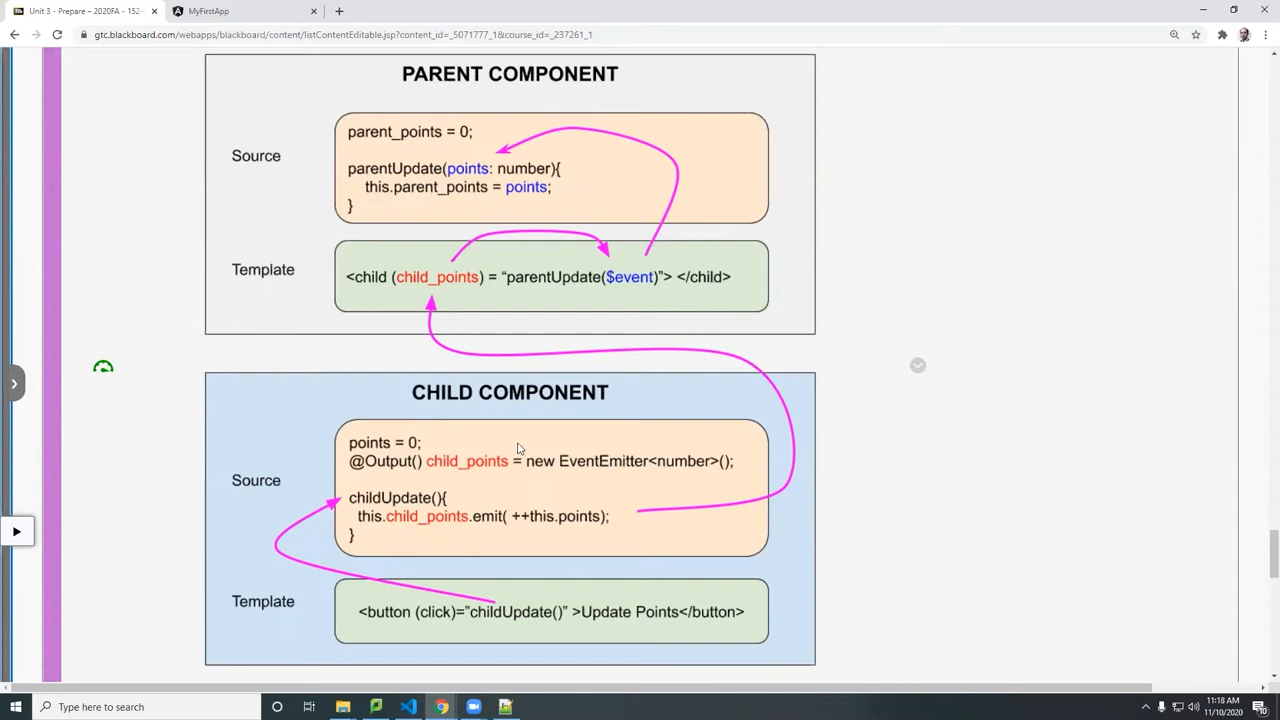 Unit 3 - Prepare – 2020FA - 152-
MyFirstApp
gtc.blackboard.com/webapps/blackboard/content/listContentEditable.jsp?content_id=_5071777_1&course_id=_237261_1
PARENT COMPONENT
Source
parent_points = 0;
parentUpdate(points: number){
this.parent_points = points;
}
Template
<child (child_points) = “parentUpdate($event)”> </child>
CHILD COMPONENT
Source
points = 0;
@Output() child_points = new EventEmitter<number>();
childUpdate(){
this.child_points.emit( ++this.points);
}
Template
<button (click)=”childUpdate()” >Update Points</button>
Type here to search
11:18 AM
11/10/2020
10